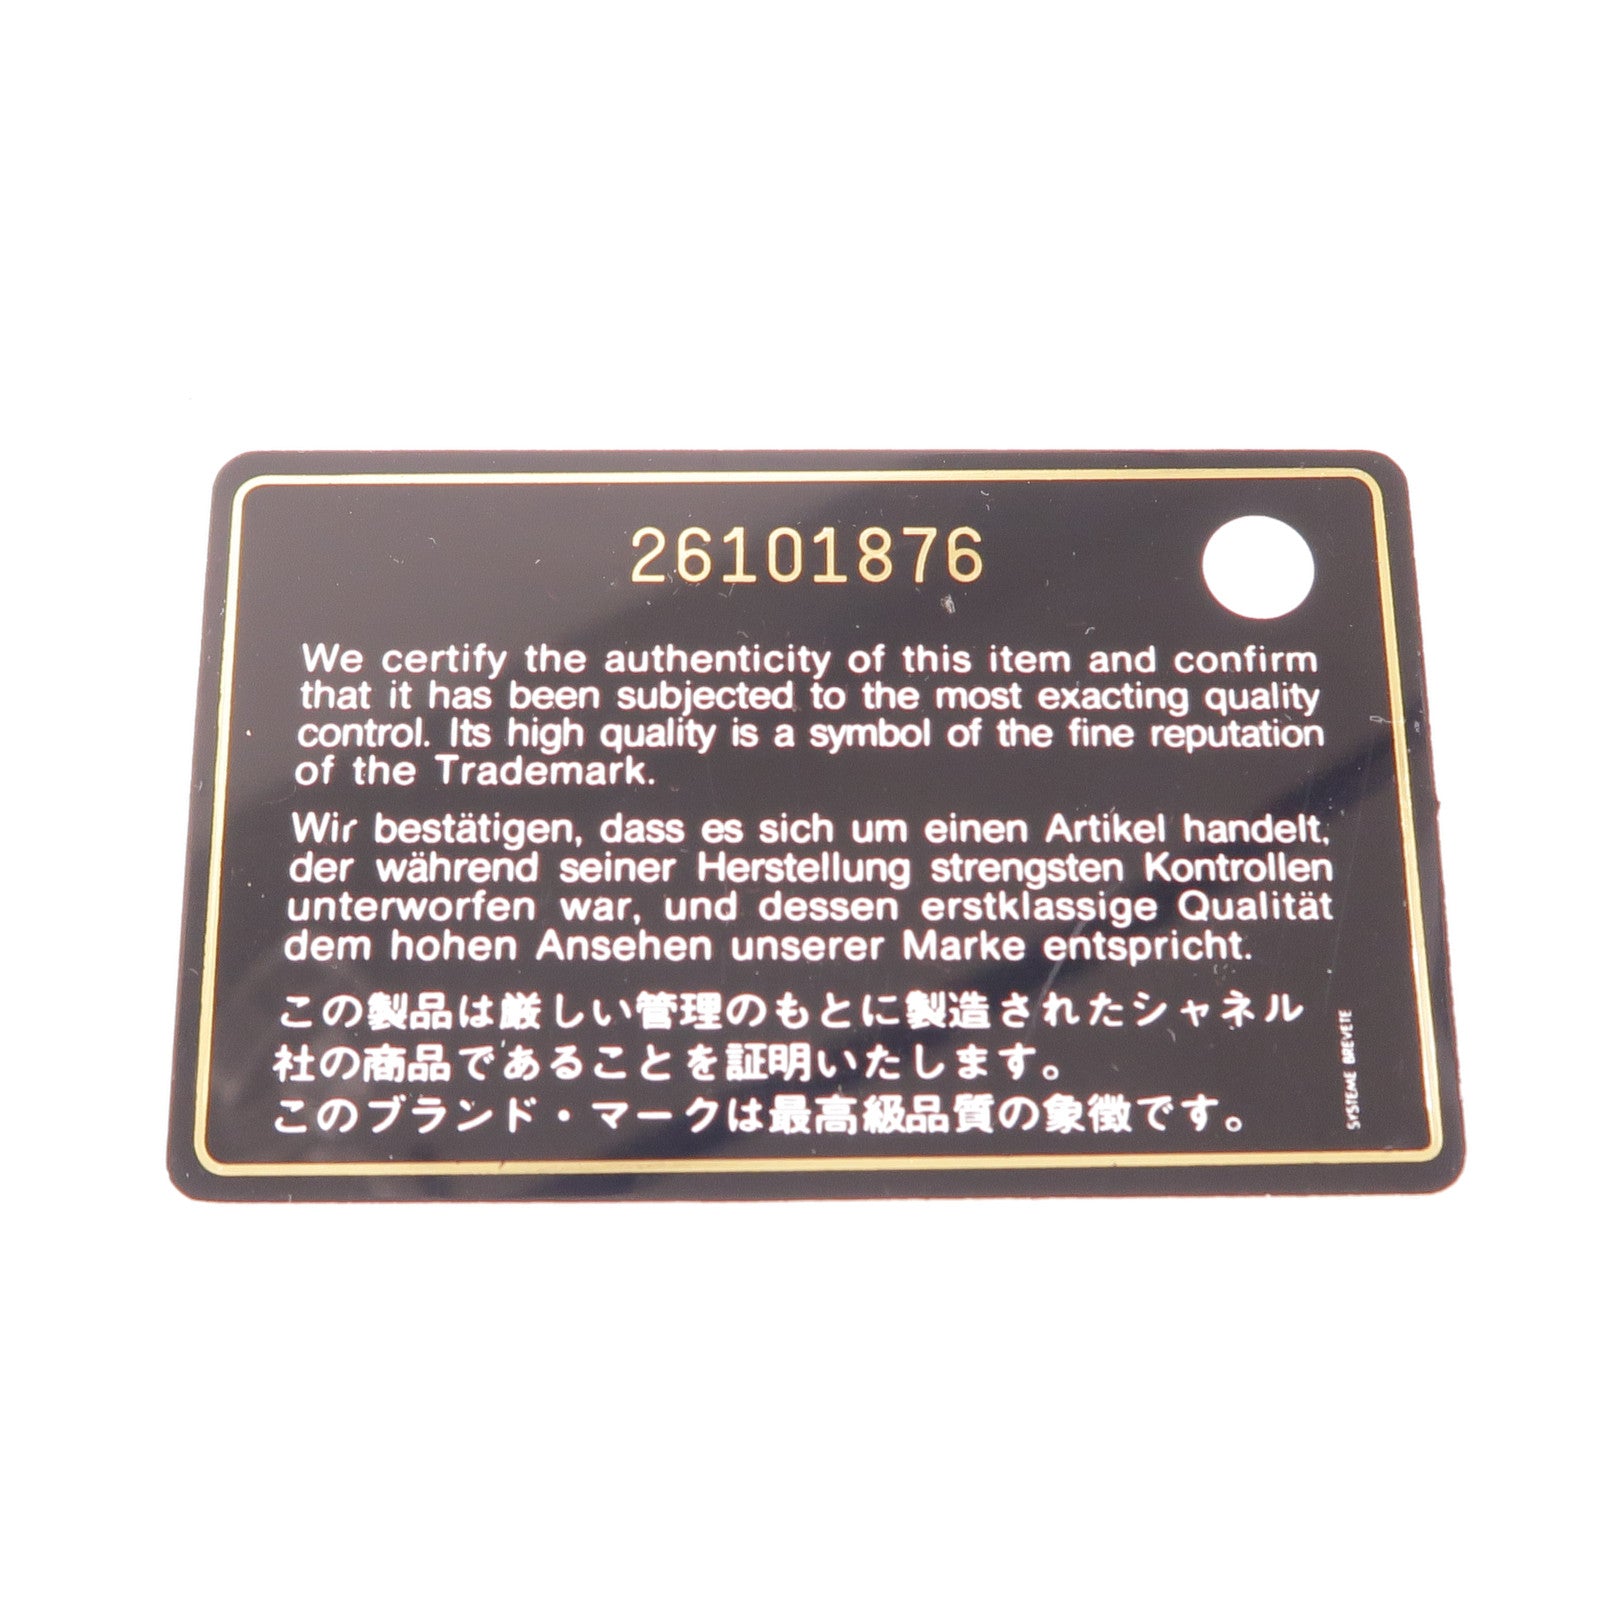 26101876
We certify the authenticity of this item and confirm
that it has been subjected to the most exacting quality
control. Its high quality is a symbol of the fine reputation
of the Trademark.
Wir bestätigen, dass es sich um einen Artikel handelt,
der während seiner Herstellung strengsten Kontrollen
unterworfen war, und dessen erstklassige Qualität
dem hohen Ansehen unserer Marke entspricht.
この製品は厳しい管理のもとに製造されたシャネル
社の商品であることを証明いたします。
このブランド・マークは最高級品質の象徴です。
SYSTEME BREVETE